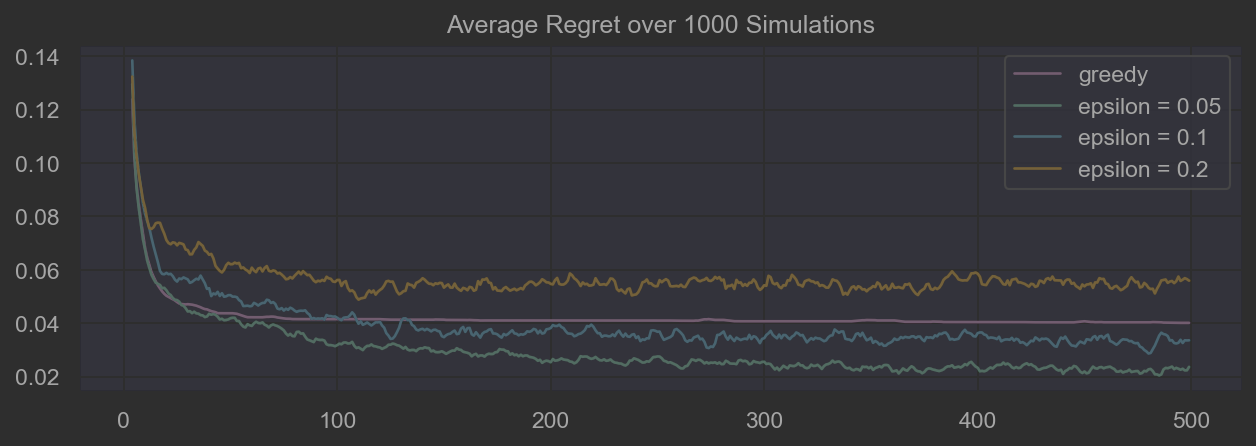 Average Regret over 1000 Simulations
0.14
0.12
0.10
0.08
0.06
0.04
0.02
greedy
epsilon = 0.05
epsilon = 0.1
epsilon = 0.2
0 100 200 300 400 500